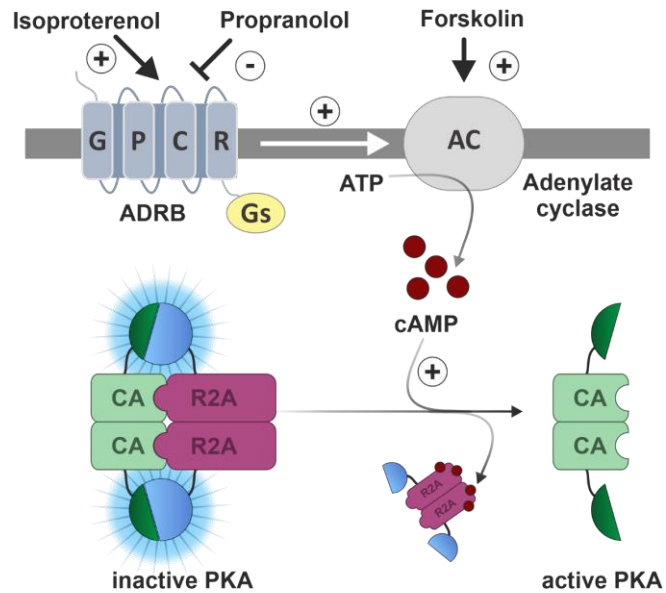 Isoproterenol Propranolol Forskolin
+ - +
G P C R + AC
ATP Adenylate
cyclase
ADRB Gs
cAMP
+
CA R2A CA
CA R2A CA
R2A
R2A
inactive PKA active PKA